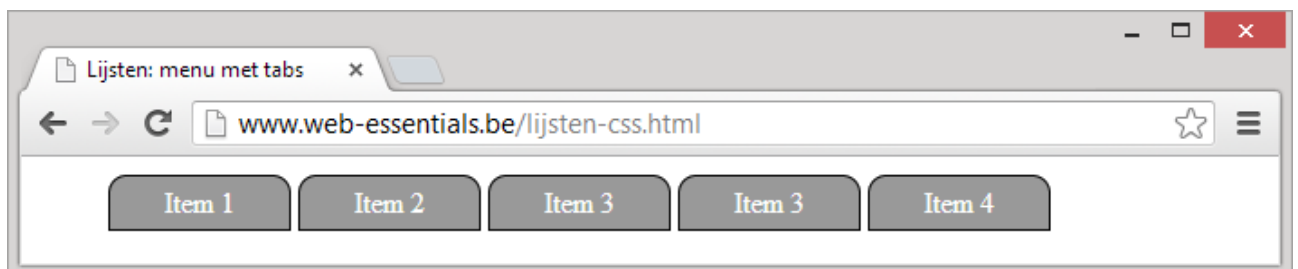 Lijsten: menu met tabs
www.web-essentials.be/lijsten-css.html
Item 1 Item 2 Item 3 Item 3 Item 4